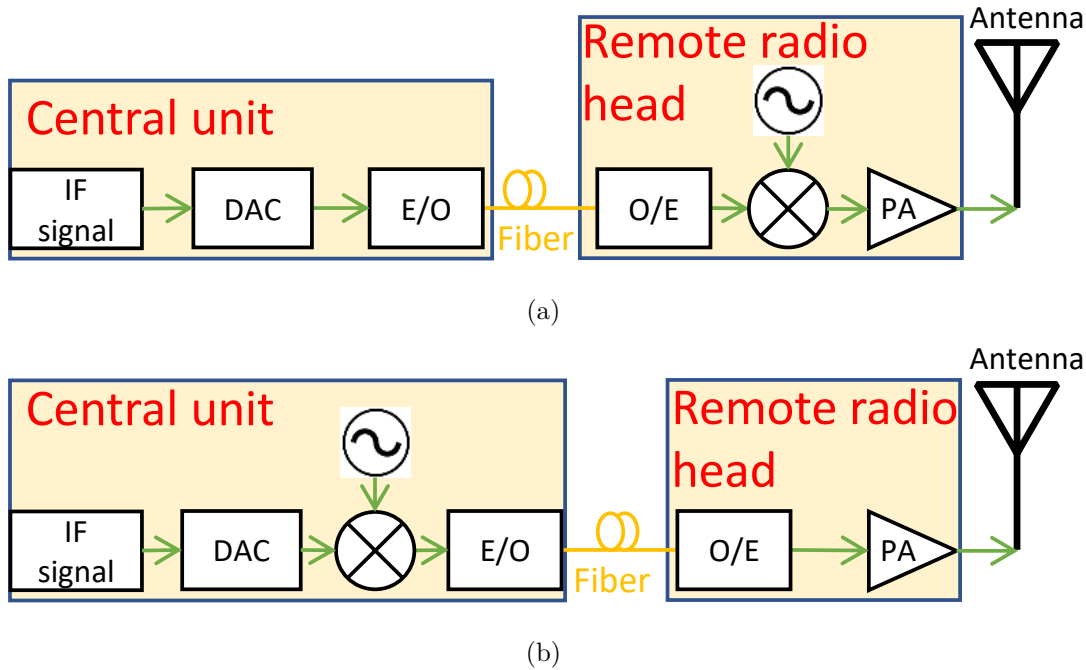 Antenna
Remote radio
head
Central unit
IF
signal
DAC
E/O
Fiber
O/E
PA
(a)
Antenna
Central unit
Remote radio
head
IF
signal
DAC
E/O
Fiber
O/E
PA
(b)